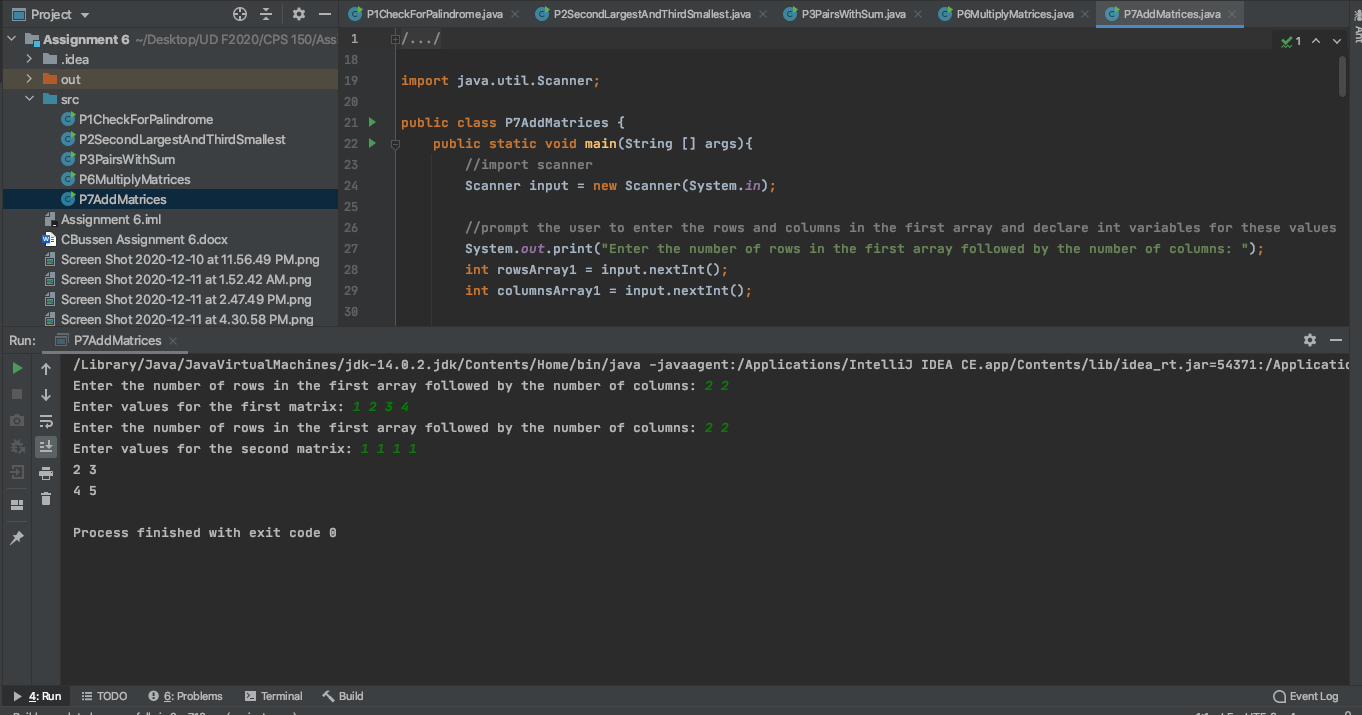 Project
P1CheckForPalindrome.java
P2SecondLargestAndThirdSmallest.java
P3PairsWithSum.java
P6MultiplyMatrices.java
P7AddMatrices.java
Ant
Assignment 6 ~/Desktop/UD F2020/CPS 150/Ass
.idea
out
src
P1CheckForPalindrome
P2SecondLargestAndThirdSmallest
P3PairsWithSum
P6MultiplyMatrices
P7AddMatrices
Assignment 6.iml
CBussen Assignment 6.docx
Screen Shot 2020-12-10 at 11.56.49 PM.png
Screen Shot 2020-12-11 at 1.52.42 AM.png
Screen Shot 2020-12-11 at 2.47.49 PM.png
Screen Shot 2020-12-11 at 4.30.58 PM.png
1 /.../
1
18
19 import java.util.Scanner;
20
21 public class P7AddMatrices {
22 public static void main(String [] args){
23 //import scanner
24 Scanner input = new Scanner(System.in);
25
26 //prompt the user to enter the rows and columns in the first array and declare int variables for these values
27 System.out.print("Enter the number of rows in the first array followed by the number of columns: ");
28 int rowsArray1 = input.nextInt();
29 int columnsArray1 = input.nextInt();
30
Run: P7AddMatrices
/Library/Java/JavaVirtualMachines/jdk-14.0.2.jdk/Contents/Home/bin/java -javaagent:/Applications/IntelliJ IDEA CE.app/Contents/lib/idea_rt.jar=54371:/Applicatio
Enter the number of rows in the first array followed by the number of columns: 2 2
Enter values for the first matrix: 1 2 3 4
Enter the number of rows in the first array followed by the number of columns: 2 2
Enter values for the second matrix: 1 1 1 1
2 3
4 5
Process finished with exit code 0
4: Run
TODO
6: Problems
Terminal
Build
Event Log